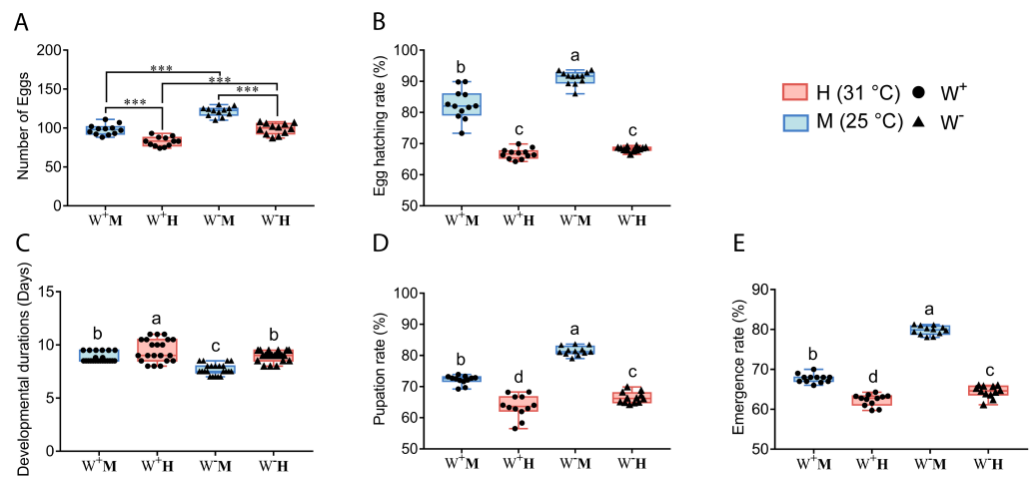 A
Number of Eggs
200
150
100
50
0
***
***
***
***
W⁺M
W⁺H
W⁻M
W⁻H
B
Egg hatching rate (%)
100
90
80
70
60
50
b
c
a
c
W⁺M
W⁺H
W⁻M
W⁻H
H (31 °C)
W⁺
M (25 °C)
W⁻
C
Developmental durations (Days)
15
10
5
0
b
a
c
b
W⁺M
W⁺H
W⁻M
W⁻H
D
Pupation rate (%)
100
90
80
70
60
50
b
d
a
c
W⁺M
W⁺H
W⁻M
W⁻H
E
Emergence rate (%)
90
80
70
60
50
b
d
a
c
W⁺M
W⁺H
W⁻M
W⁻H